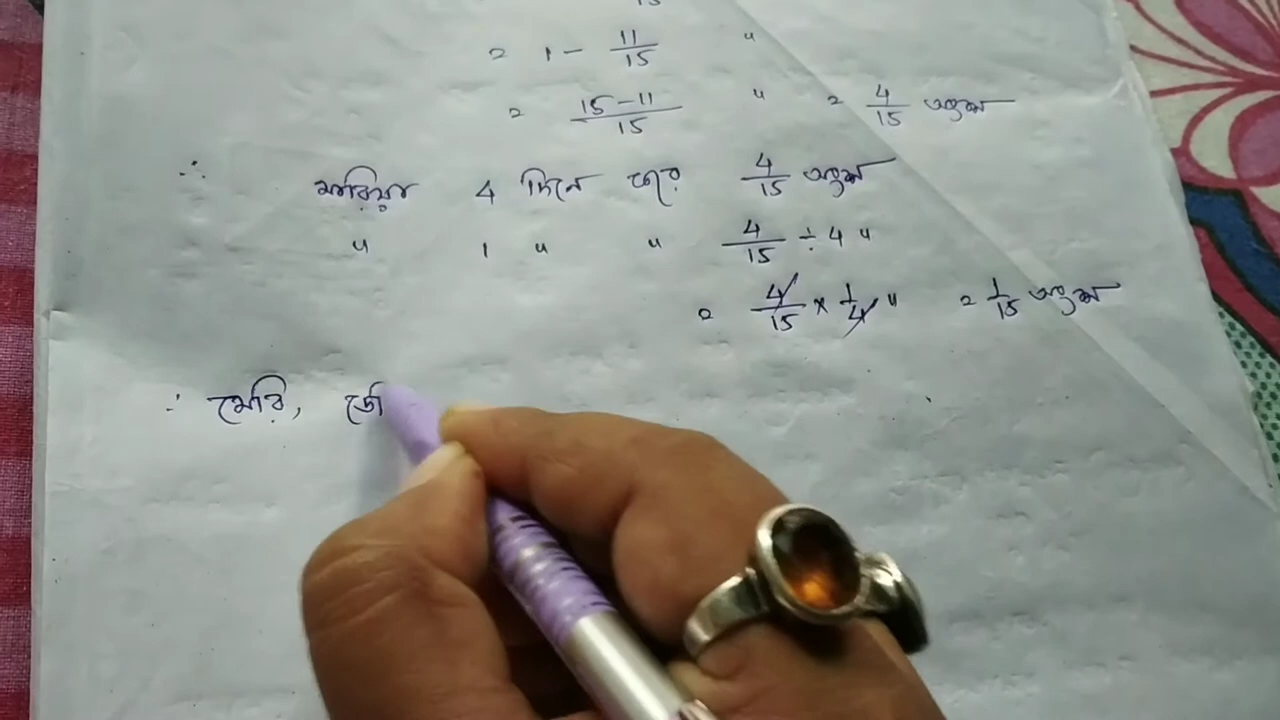 15
= 1 - 11/15 "
= 15-11/15 " = 4/15 অংশ
∴ মারিয়া 4 দিনে করে 4/15 অংশ
" 1 " " 4/15 ÷ 4 "
= 4/15 × 1/4 " = 1/15 অংশ
∴ মেরি, ডো